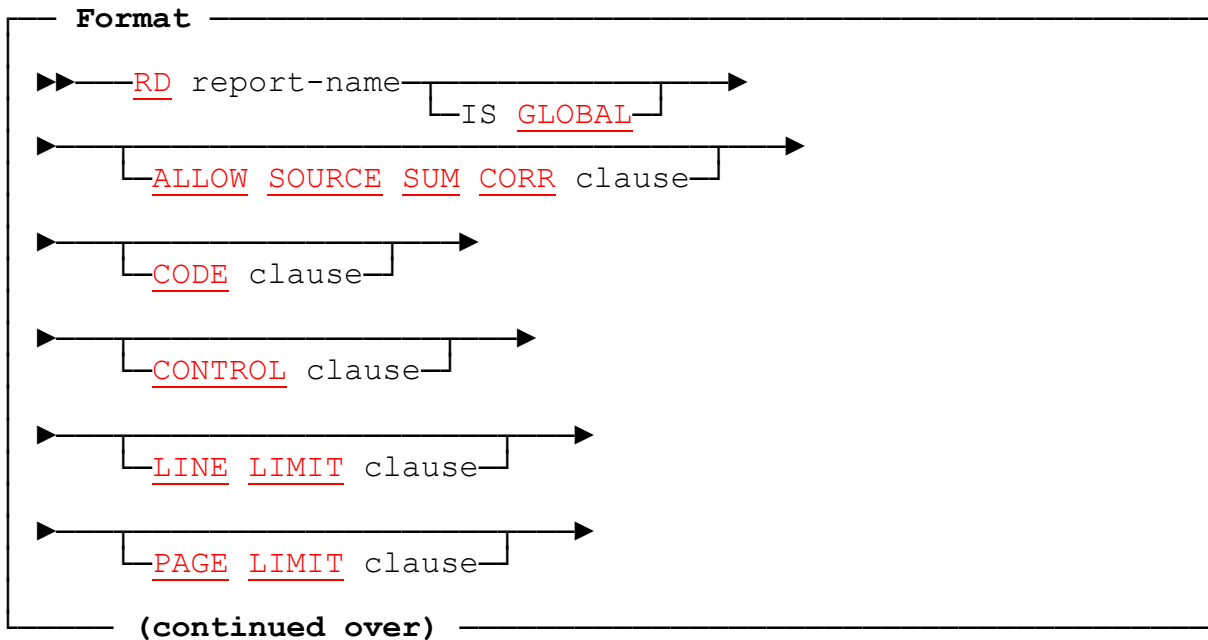 Format
RD report-name
IS GLOBAL
ALLOW SOURCE SUM CORR clause
CODE clause
CONTROL clause
LINE LIMIT clause
PAGE LIMIT clause
(continued over)